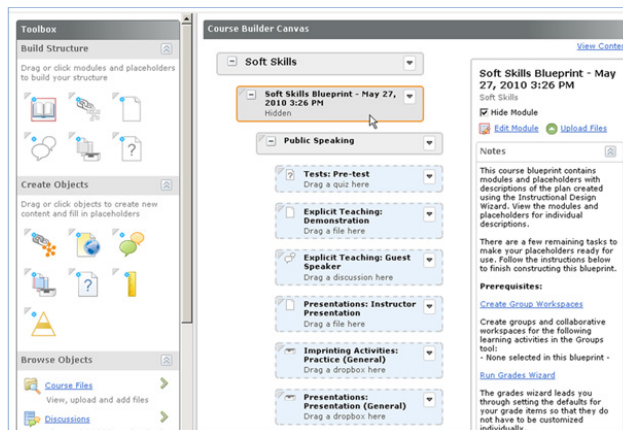 Toolbox
Build Structure
Drag or click modules and placeholders
to build your structure
Create Objects
Drag or click objects to create new
content and fill in placeholders
Browse Objects
Course Files
View, upload and add files
Discussions
Course Builder Canvas
Soft Skills
Soft Skills Blueprint - May 27,
2010 3:26 PM
Hidden
Public Speaking
Tests: Pre-test
Drag a quiz here
Explicit Teaching:
Demonstration
Drag a file here
Explicit Teaching: Guest
Speaker
Drag a discussion here
Presentations: Instructor
Presentation
Drag a file here
Imprinting Activities:
Practice (General)
Drag a dropbox here
Presentations:
Presentation (General)
Drag a dropbox here
View Conten
Soft Skills Blueprint - May
27, 2010 3:26 PM
Soft Skills
Hide Module
Edit Module Upload Files
Notes
This course blueprint contains
modules and placeholders with
descriptions of the plan created
using the Instructional Design
Wizard. View the modules and
placeholders for individual
descriptions.
There are a few remaining tasks to
make your placeholders ready for
use. Follow the instructions below
to finish constructing this blueprint.
Prerequisites:
Create Group Workspaces
Create groups and collaborative
workspaces for the following
learning activities in the Groups
tool:
- None selected in this blueprint -
Run Grades Wizard
The grades wizard leads you
through setting the defaults for
your grade items so that they do
not have to be customized
individually.